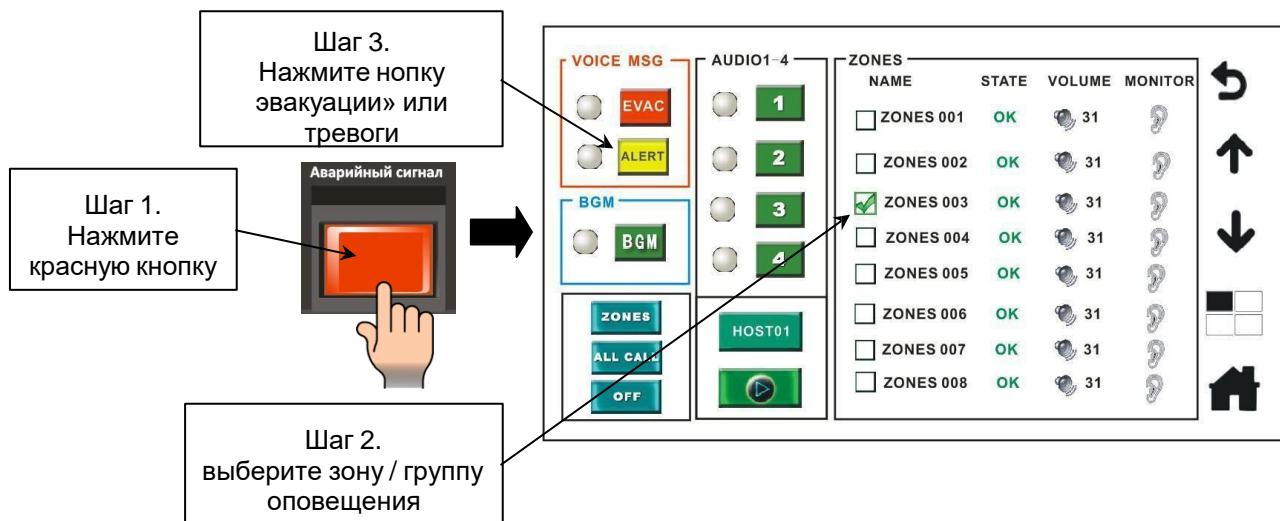 Шаг 3.
Нажмите нопку
эвакуации» или
тревоги
Аварийный сигнал
Шаг 1.
Нажмите
красную кнопку
Шаг 2.
выберите зону / группу
оповещения
VOICE MSG
EVAC
ALERT
BGM
BGM
ZONES
ALL CALL
OFF
AUDIO1-4
1
2
3
4
HOST01
ZONES
NAME STATE VOLUME MONITOR
ZONES 001 OK 31
ZONES 002 OK 31
ZONES 003 OK 31
ZONES 004 OK 31
ZONES 005 OK 31
ZONES 006 OK 31
ZONES 007 OK 31
ZONES 008 OK 31